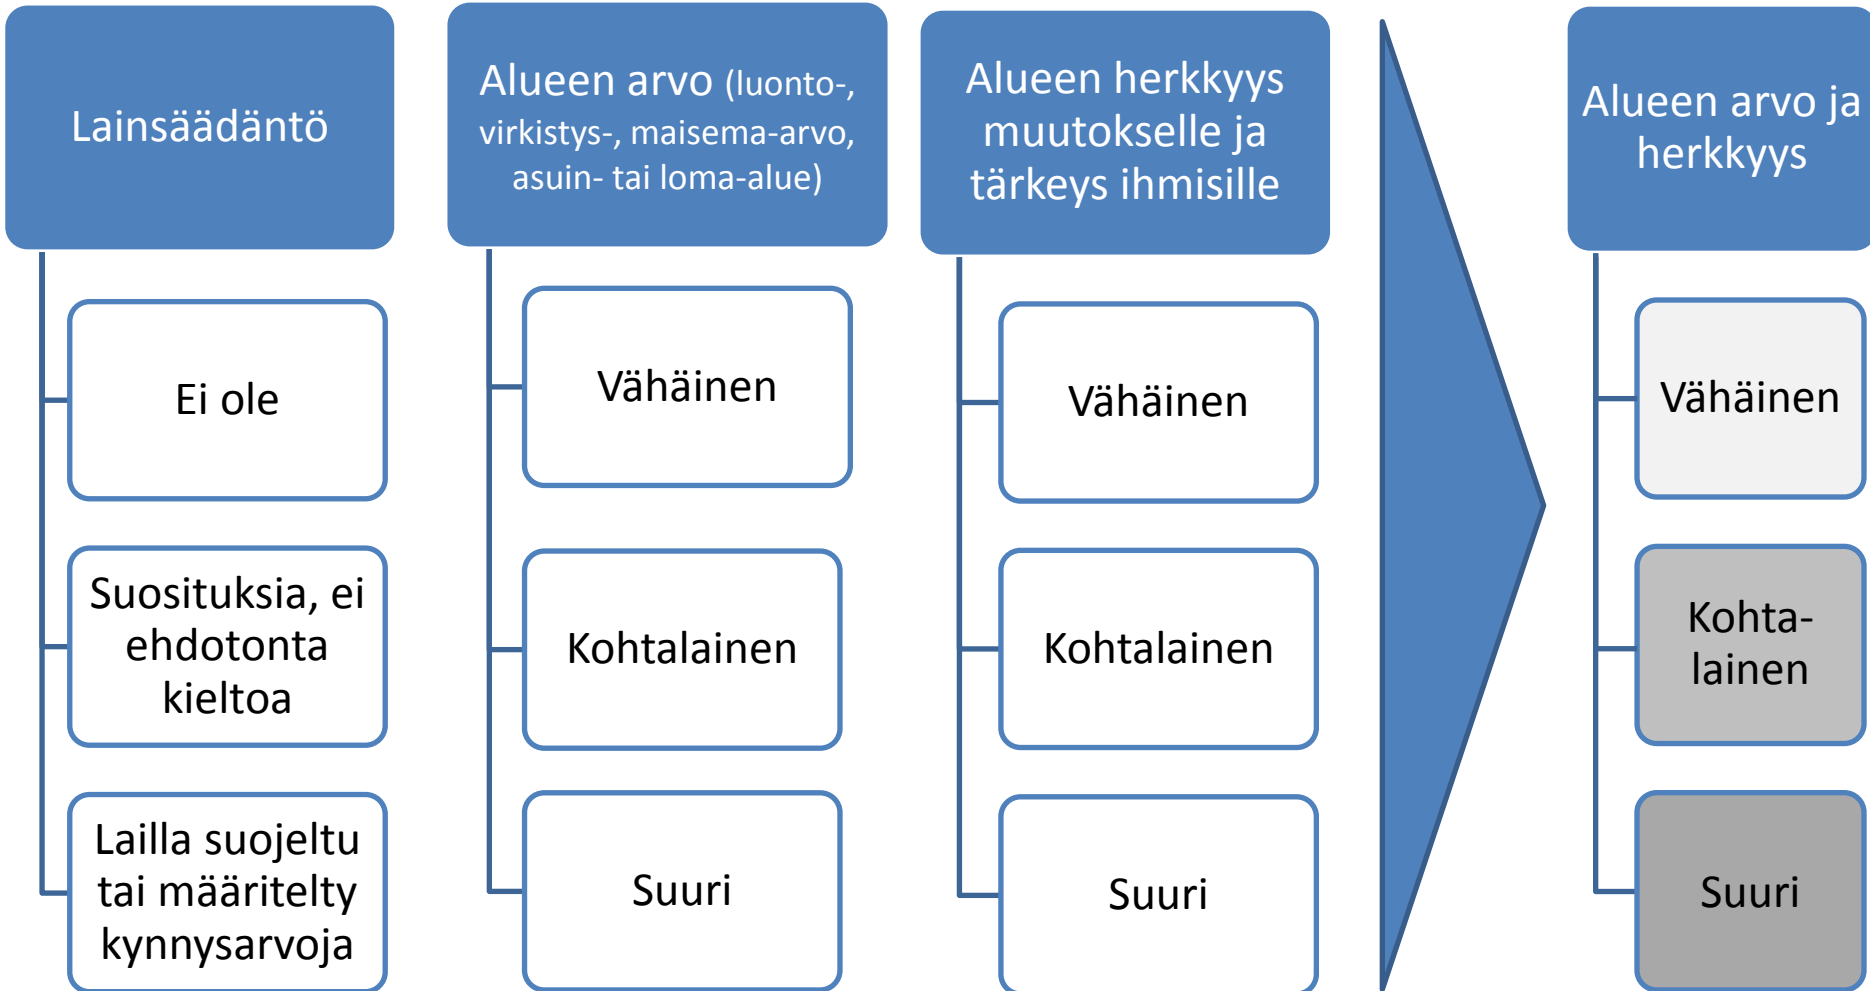 Lainsäädäntö
Ei ole
Suosituksia, ei
ehdotonta
kieltoa
Lailla suojeltu
tai määritelty
kynnysarvoja
Alueen arvo (luonto-,
virkistys-, maisema-arvo,
asuin- tai loma-alue)
Vähäinen
Kohtalainen
Suuri
Alueen herkkyys
muutokselle ja
tärkeys ihmisille
Vähäinen
Kohtalainen
Suuri
Alueen arvo ja
herkkyys
Vähäinen
Kohta-
lainen
Suuri